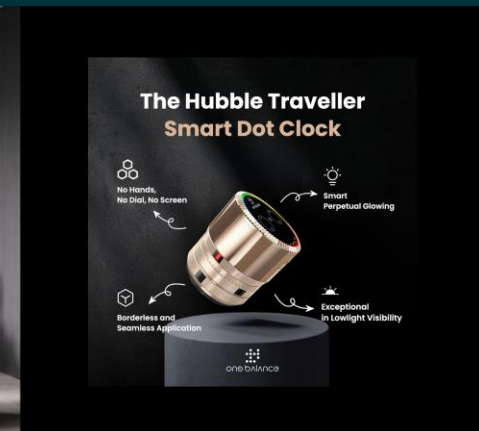 The Hubble Traveller
Smart Dot Clock
No Hands,
No Dial, No Screen
Smart
Perpetual Glowing
Borderless and
Seamless Application
Exceptional
in Lowlight Visibility
one balance